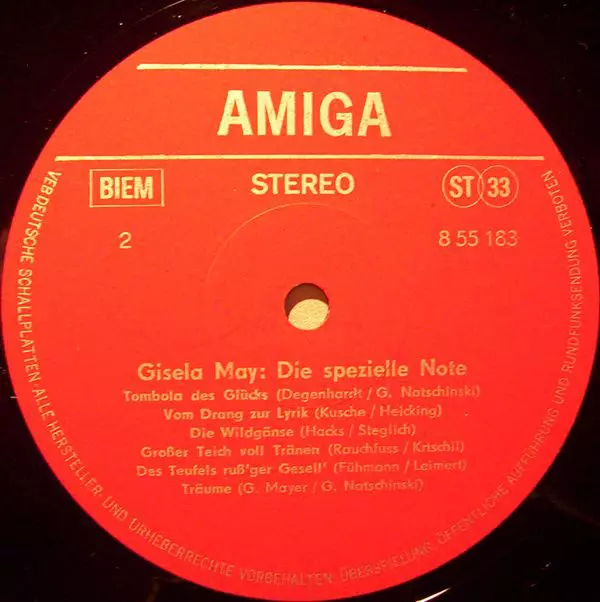 AMIGA
BIEM
STEREO
ST 33
2
8 55 183
Gisela May: Die spezielle Note
Tombola des Glücks (Degenhardt / G. Natschinski)
Vom Drang zur Lyrik (Kusche / Heicking)
Die Wildgänse (Hacks / Steglich)
Großer Teich voll Tränen (Rauchfuss / Krtschil)
Des Teufels ruß'ger Gesell' (Fühmann / Leimert)
Träume (G. Mayer / G. Natschinski)
VEB DEUTSCHE SCHALLPLATTEN · ALLE HERSTELLER- UND URHEBERRECHTE VORBEHALTEN: ÜBERSPIELUNG, ÖFFENTLICHE AUFFÜHRUNG UND RUNDFUNKSENDUNG VERBOTEN